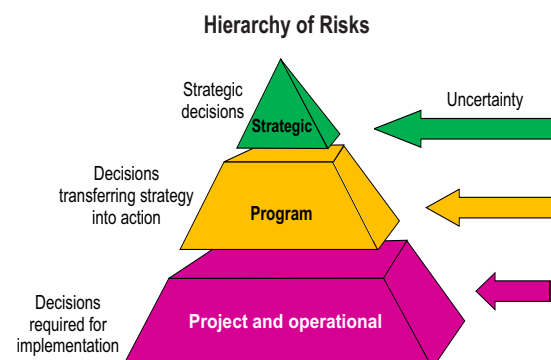 Hierarchy of Risks
Strategic
decisions
Strategic
Uncertainty
Decisions
transferring strategy
into action
Program
Decisions
required for
implementation
Project and operational